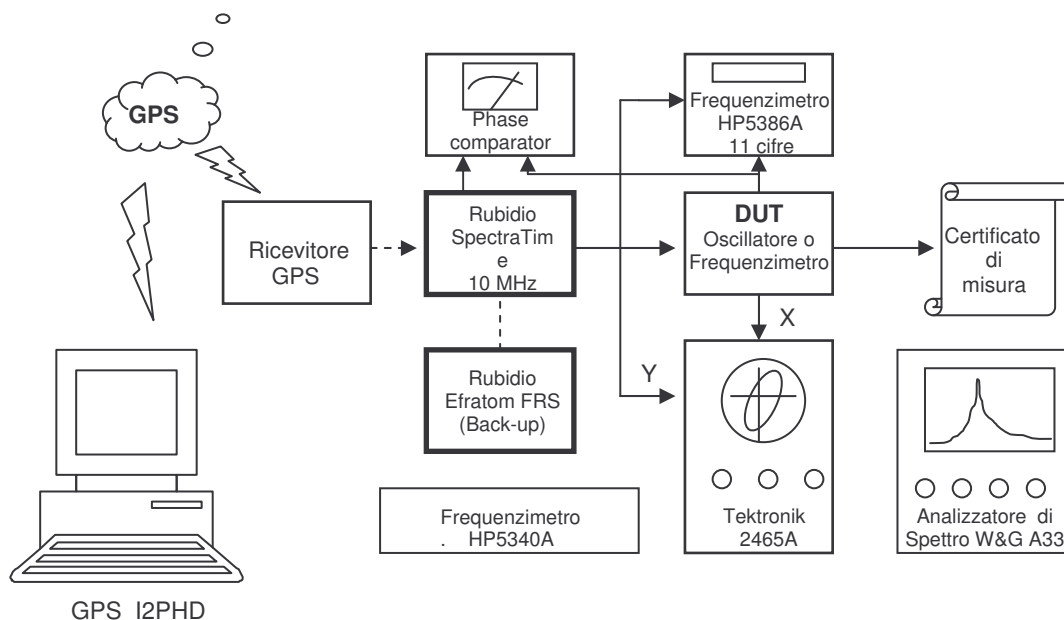 GPS
Phase
comparator
Frequenzimetro
HP5386A
11 cifre
Ricevitore
GPS
Rubidio
SpectraTim
e
10 MHz
DUT
Oscillatore o
Frequenzimetro
Certificato
di
misura
X
Y
Rubidio
Efratom FRS
(Back-up)
Frequenzimetro
. HP5340A
Tektronik
2465A
Analizzatore di
Spettro W&G A33
GPS I2PHD